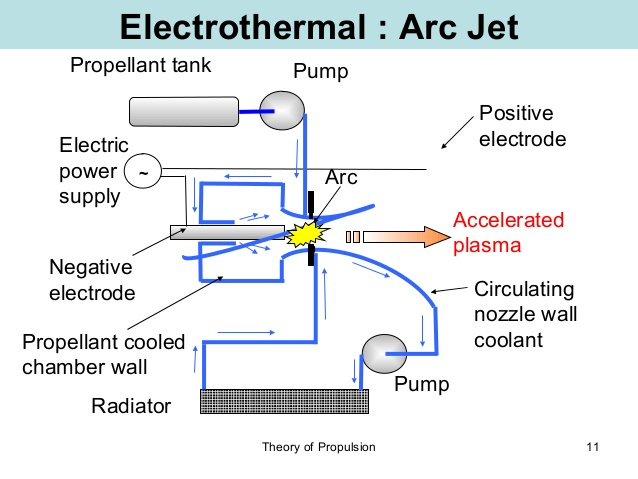 Electrothermal : Arc Jet
Propellant tank
Pump
Positive
electrode
Electric
power
supply
~
Arc
Accelerated
plasma
Negative
electrode
Circulating
nozzle wall
coolant
Propellant cooled
chamber wall
Pump
Radiator
Theory of Propulsion
11